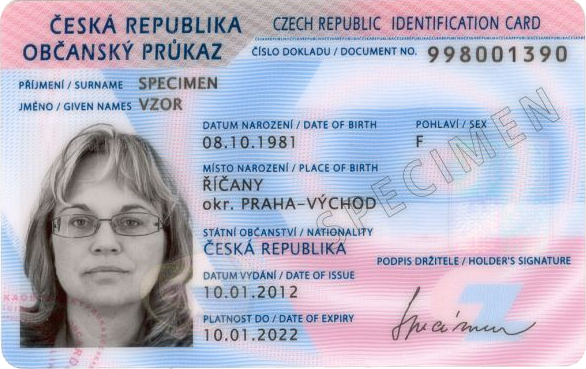 ČESKÁ REPUBLIKA
CZECH REPUBLIC IDENTIFICATION CARD
OBČANSKÝ PRŮKAZ
ČÍSLO DOKLADU / DOCUMENT NO. 998001390
PŘÍJMENÍ / SURNAME SPECIMEN
JMÉNO / GIVEN NAMES VZOR
DATUM NAROZENÍ / DATE OF BIRTH
POHLAVÍ / SEX
08.10.1981
F
MÍSTO NAROZENÍ / PLACE OF BIRTH
ŘÍČANY
okr. PRAHA–VÝCHOD
SPECIMEN
STÁTNÍ OBČANSTVÍ / NATIONALITY
ČESKÁ REPUBLIKA
PODPIS DRŽITELE / HOLDER'S SIGNATURE
DATUM VYDÁNÍ / DATE OF ISSUE
10.01.2012
Specimen
PLATNOST DO / DATE OF EXPIRY
10.01.2022